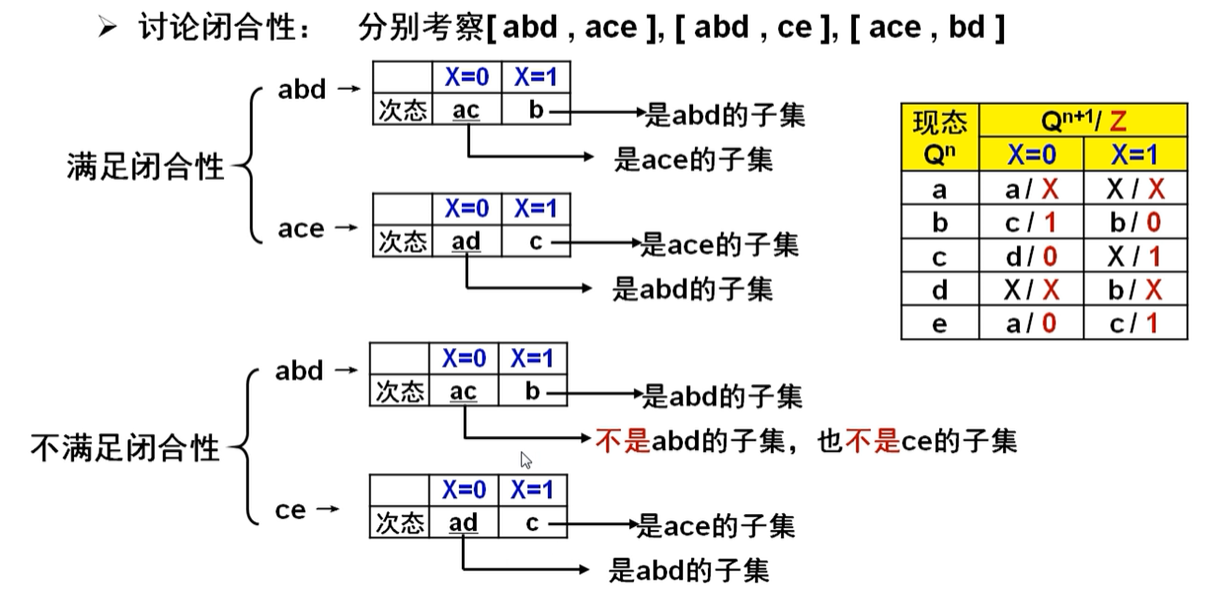 ➢ 讨论闭合性： 分别考察[ abd , ace ], [ abd , ce ], [ ace , bd ]
满足闭合性
abd →
X=0 X=1
次态 ac b
是abd的子集
是ace的子集
ace →
X=0 X=1
次态 ad c
是ace的子集
是abd的子集
现态 Qⁿ⁺¹/ Z
Qⁿ X=0 X=1
a a/ X X / X
b c / 1 b/ 0
c d/ 0 X / 1
d X/ X b/ X
e a/ 0 c/ 1
不满足闭合性
abd →
X=0 X=1
次态 ac b
是abd的子集
不是abd的子集，也不是ce的子集
ce →
X=0 X=1
次态 ad c
是ace的子集
是abd的子集